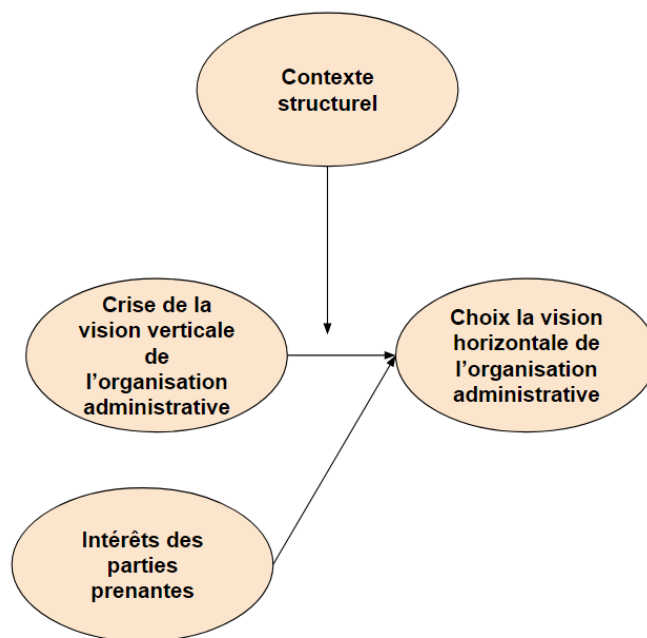 Contexte
structurel
Crise de la
vision verticale
de
l’organisation
administrative
Choix la vision
horizontale de
l’organisation
administrative
Intérêts des
parties
prenantes